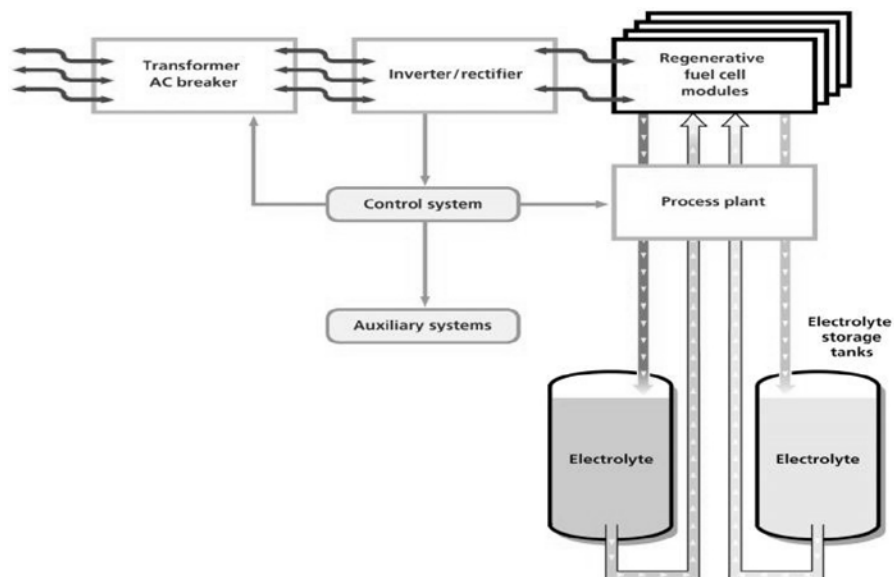 Transformer
AC breaker
Inverter/rectifier
Regenerative
fuel cell
modules
Control system
Process plant
Auxiliary systems
Electrolyte
storage
tanks
Electrolyte
Electrolyte